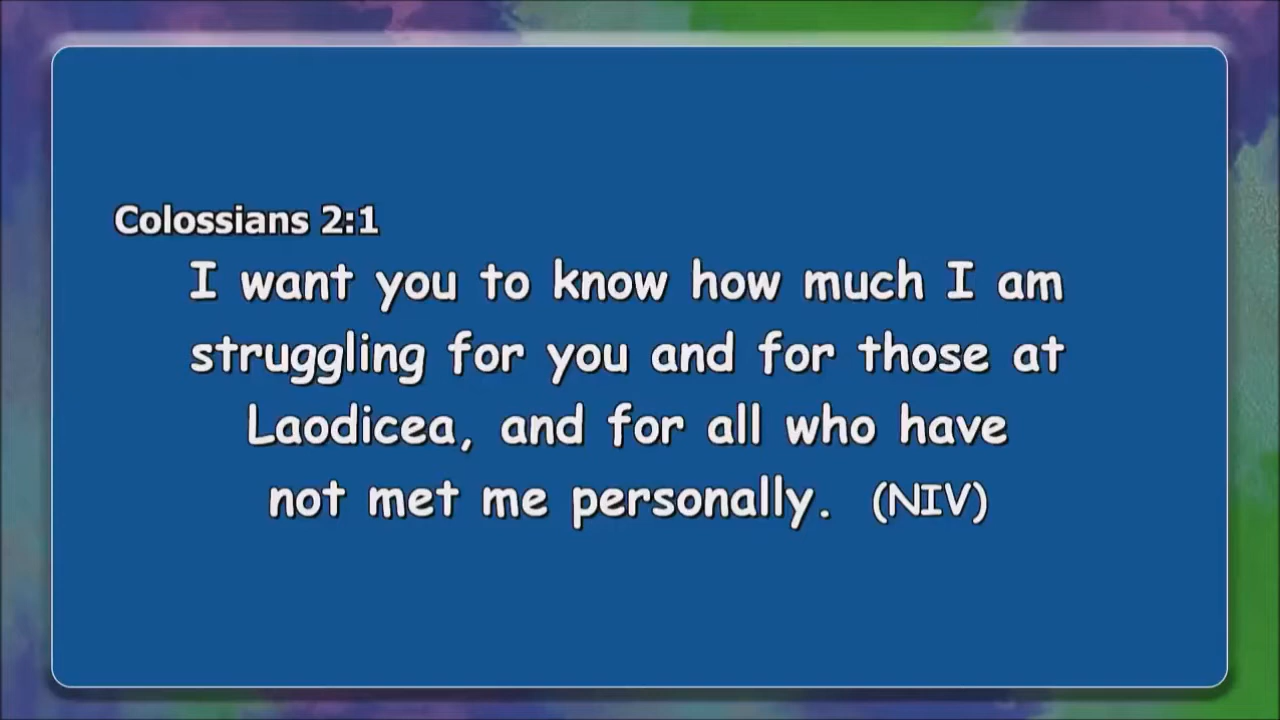 Colossians 2:1
I want you to know how much I am
struggling for you and for those at
Laodicea, and for all who have
not met me personally. (NIV)